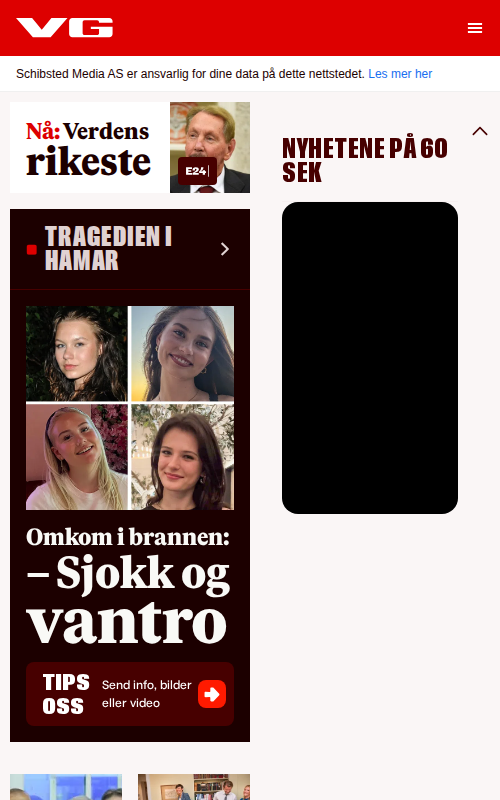 VG
Schibsted Media AS er ansvarlig for dine data på dette nettstedet. Les mer her
Nå: Verdens
rikeste
E24
TRAGEDIEN I
HAMAR
Omkom i brannen:
– Sjokk og
vantro
TIPS
OSS
Send info, bilder
eller video
NYHETENE PÅ 60
SEK